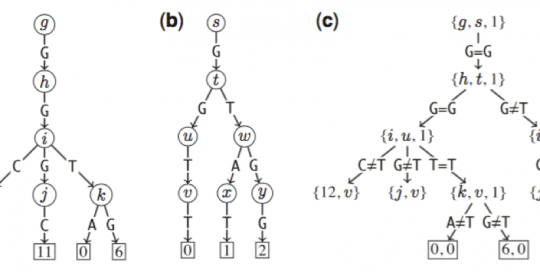 g
G
h
G
i
C G T
j k
C A G
11 0 6
(b)
s
G
t
G T
u w
T A G
v x y
T T G
0 1 2
(c)
{g, s, 1}
G=G
{h, t, 1}
G=G G≠T
{i, u, 1}
C≠T G≠T T=T
{12, v} {j, v} {k, v, 1}
A≠T G≠T
0, 0 6, 0